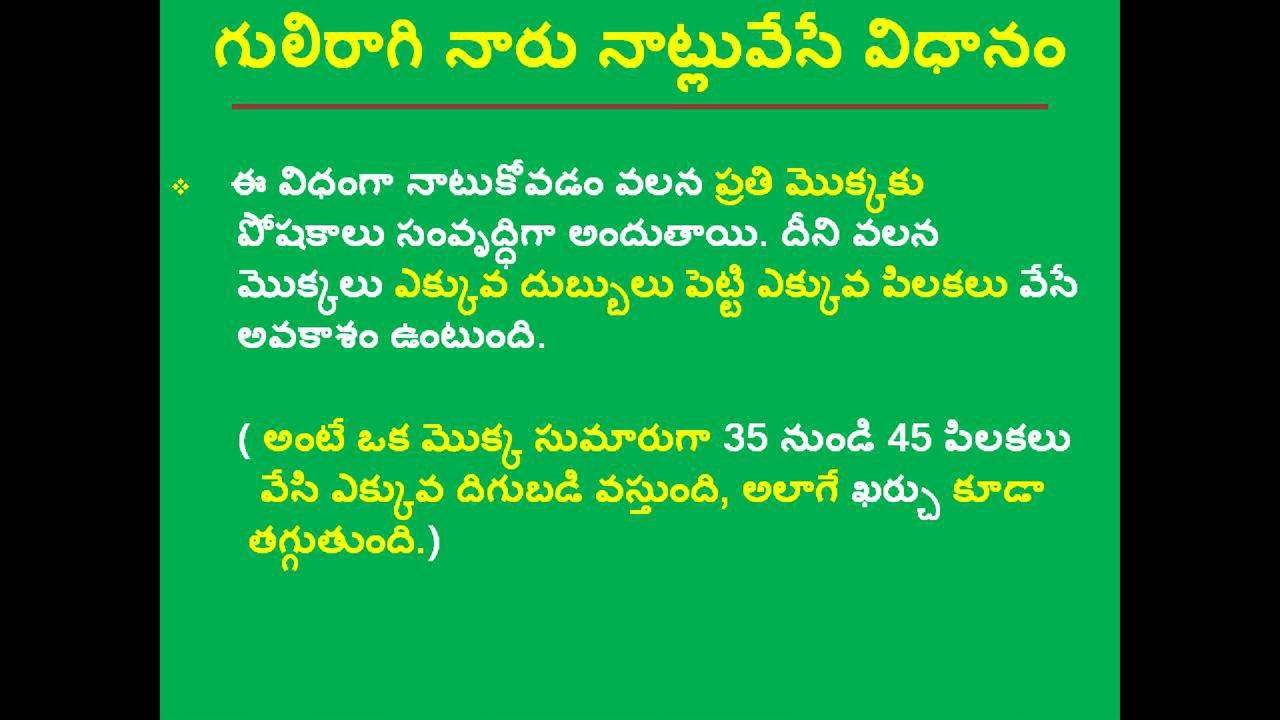 గులిరాగి నారు నాట్లువేసే విధానం
❖ ఈ విధంగా నాటుకోవడం వలన ప్రతి మొక్కకు
పోషకాలు సంవృద్ధిగా అందుతాయి. దీని వలన
మొక్కలు ఎక్కువ దుబ్బులు పెట్టి ఎక్కువ పిలకలు వేసే
అవకాశం ఉంటుంది.
( అంటే ఒక మొక్క సుమారుగా 35 నుండి 45 పిలకలు
వేసి ఎక్కువ దిగుబడి వస్తుంది, అలాగే ఖర్చు కూడా
తగ్గుతుంది.)